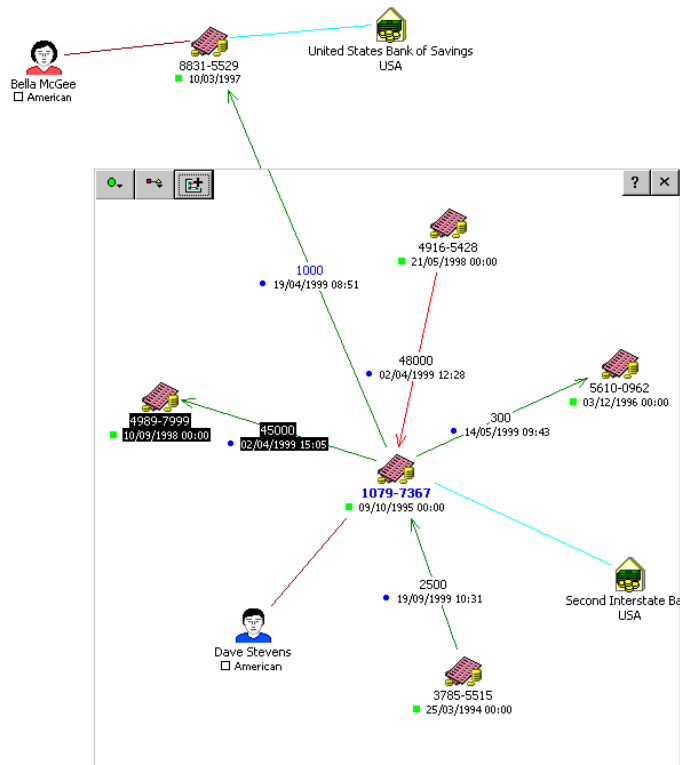 United States Bank of Savings
USA
8831-5529
10/03/1997
Bella McGee
American
?
4916-5428
21/05/1998 00:00
1000
19/04/1999 08:51
48000
02/04/1999 12:28
5610-0962
03/12/1996 00:00
4989-7999
10/09/1998 00:00
45000
02/04/1999 15:05
300
14/05/1999 09:43
1079-7367
09/10/1995 00:00
2500
19/09/1999 10:31
Second Interstate Ba
USA
Dave Stevens
American
3785-5515
25/03/1994 00:00